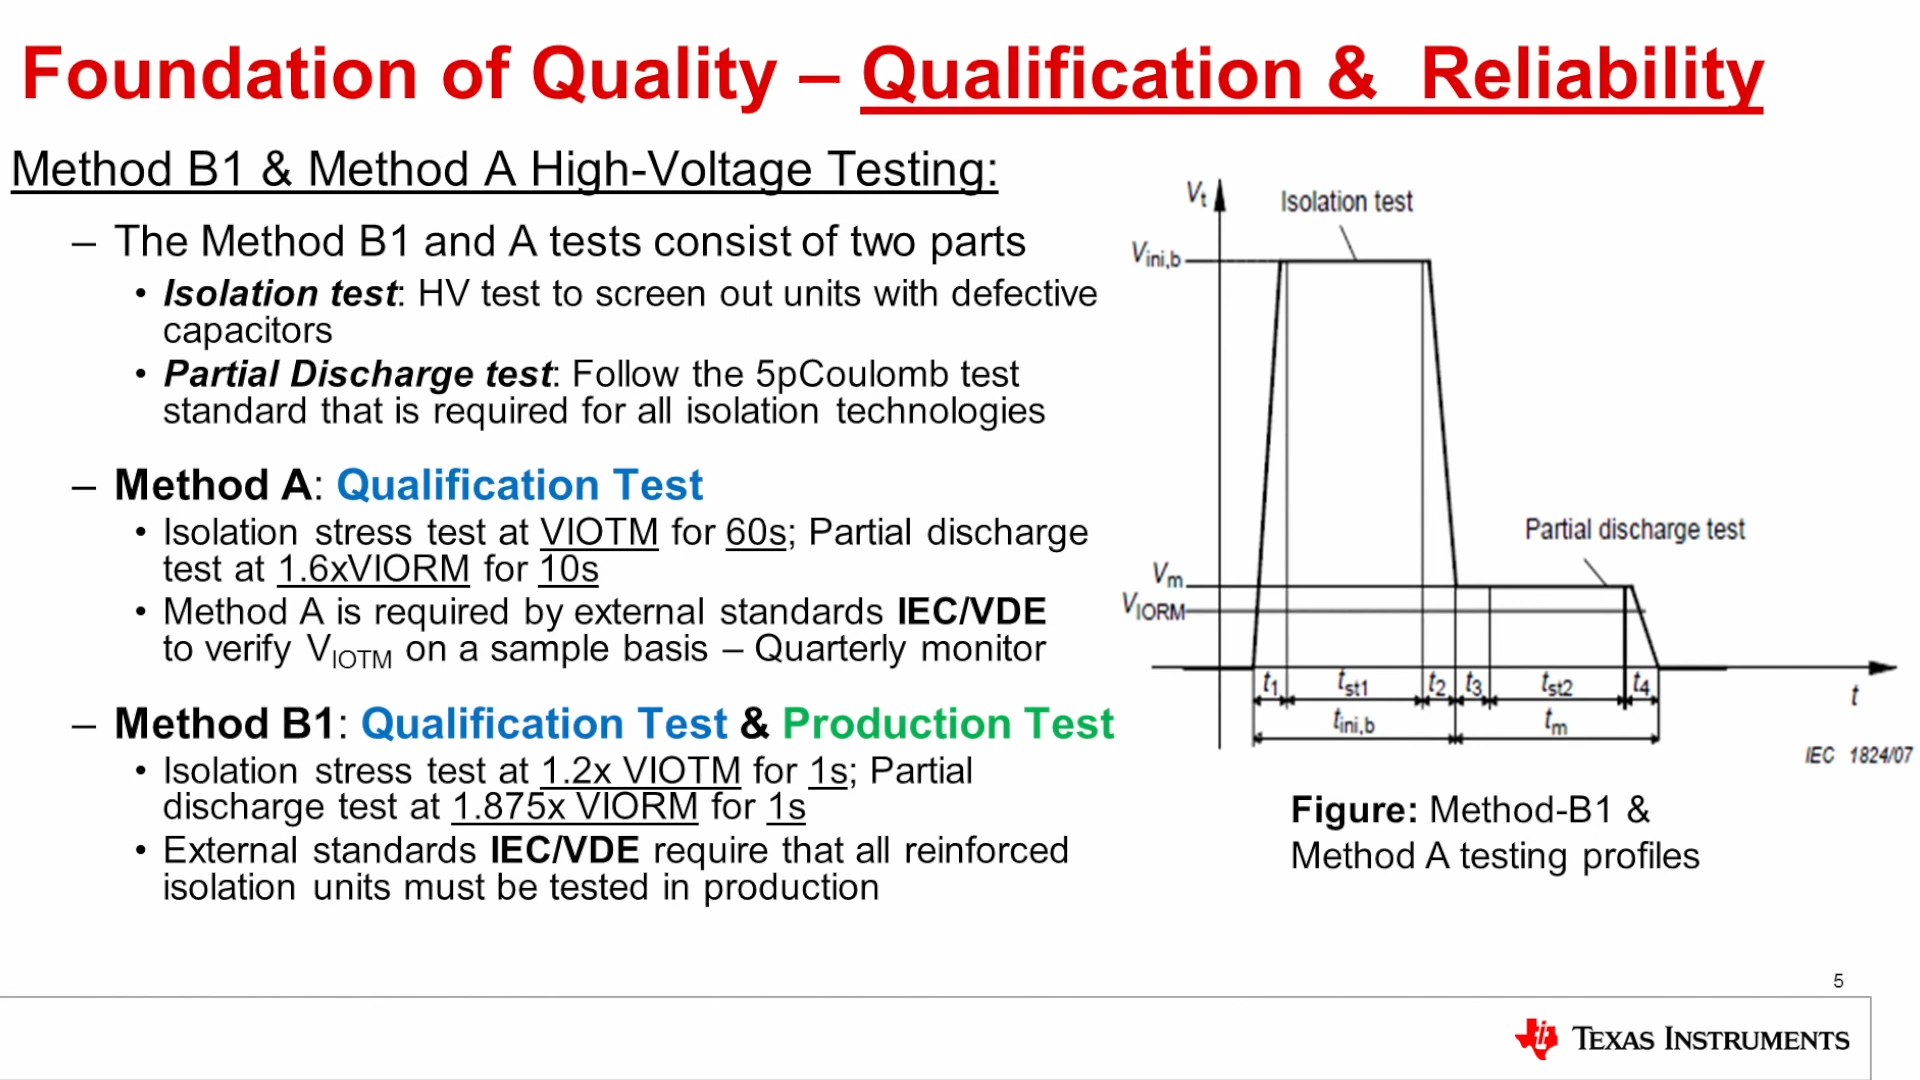 Foundation of Quality – Qualification & Reliability
Method B1 & Method A High-Voltage Testing:
– The Method B1 and A tests consist of two parts
• Isolation test: HV test to screen out units with defective
capacitors
• Partial Discharge test: Follow the 5pCoulomb test
standard that is required for all isolation technologies
– Method A: Qualification Test
• Isolation stress test at VIOTM for 60s; Partial discharge
test at 1.6xVIORM for 10s
• Method A is required by external standards IEC/VDE
to verify VIOTM on a sample basis – Quarterly monitor
– Method B1: Qualification Test & Production Test
• Isolation stress test at 1.2x VIOTM for 1s; Partial
discharge test at 1.875x VIORM for 1s
• External standards IEC/VDE require that all reinforced
isolation units must be tested in production
Vt
Isolation test
Vini,b
Partial discharge test
Vm
VIORM
t1 tst1 t2 t3 tst2 t4
t
tini,b tm
IEC 1824/07
Figure: Method-B1 &
Method A testing profiles
5
TEXAS INSTRUMENTS